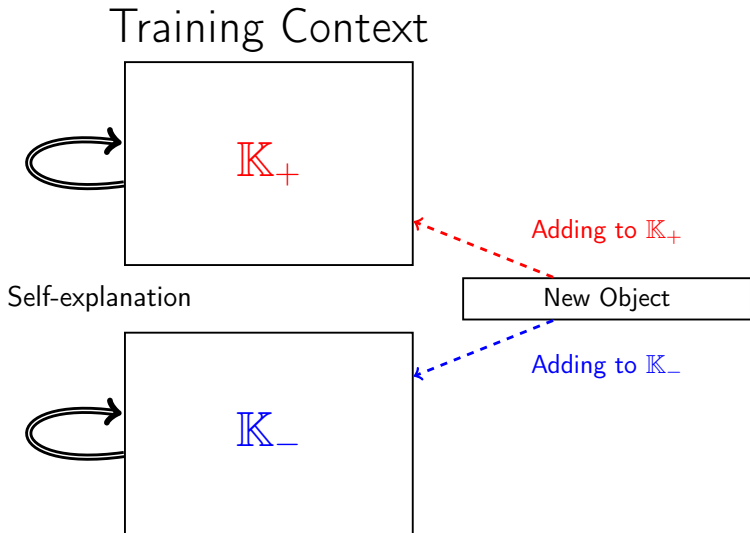 Training Context
𝕂₊
Adding to 𝕂₊
Self-explanation
New Object
Adding to 𝕂₋
𝕂₋